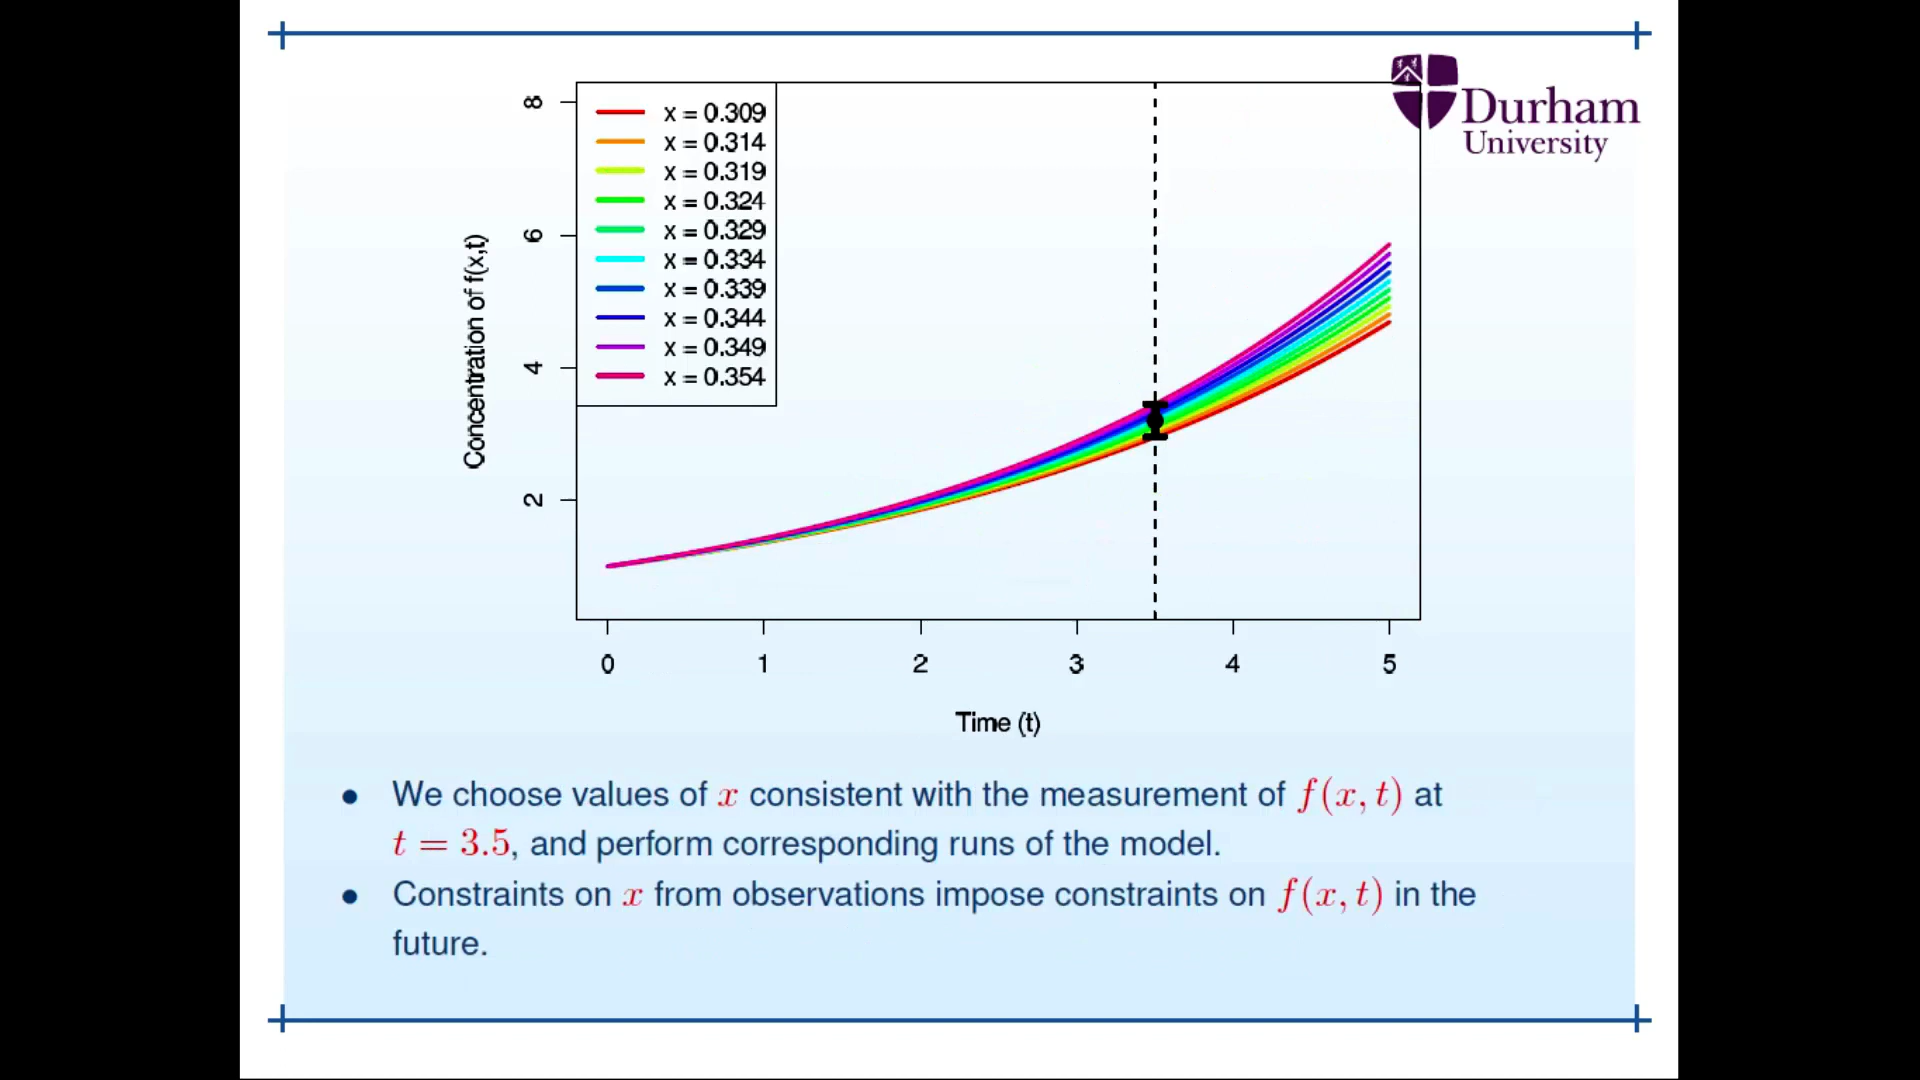 Durham
University
x = 0.309
x = 0.314
x = 0.319
x = 0.324
x = 0.329
x = 0.334
x = 0.339
x = 0.344
x = 0.349
x = 0.354
Concentration of f(x,t)
8
6
4
2
0 1 2 3 4 5
Time (t)
• We choose values of x consistent with the measurement of f(x, t) at
t = 3.5, and perform corresponding runs of the model.
• Constraints on x from observations impose constraints on f(x, t) in the
future.